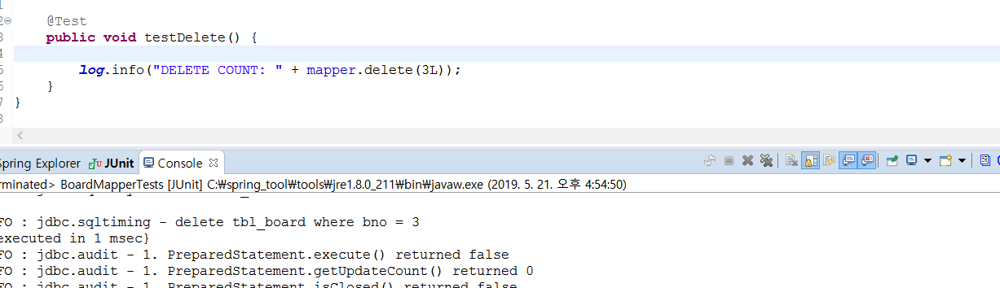 @Test
public void testDelete() {
log.info("DELETE COUNT: " + mapper.delete(3L));
}
}
Spring Explorer JUnit Console
rminated> BoardMapperTests [JUnit] C:₩spring_tool₩tools₩jre1.8.0_211₩bin₩javaw.exe (2019. 5. 21. 오후 4:54:50)
FO : jdbc.sqltiming - delete tbl_board where bno = 3
executed in 1 msec}
FO : jdbc.audit - 1. PreparedStatement.execute() returned false
FO : jdbc.audit - 1. PreparedStatement.getUpdateCount() returned 0
FO : jdbc.audit - 1. PreparedStatement.isClosed() returned false